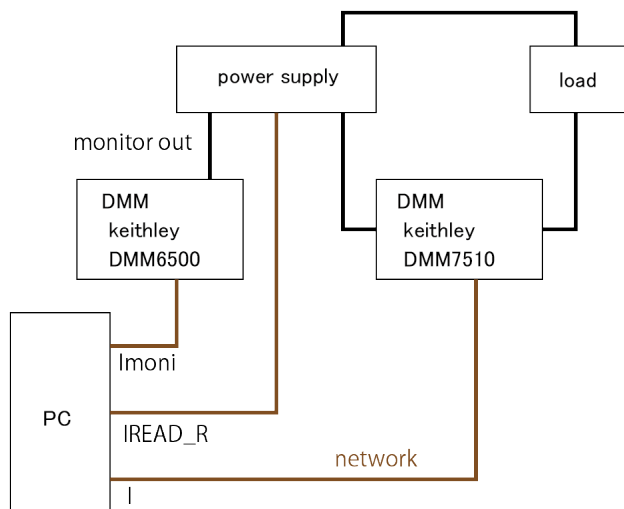 power supply
load
monitor out
DMM
keithley
DMM6500
DMM
keithley
DMM7510
Imoni
PC
IREAD_R
network
I